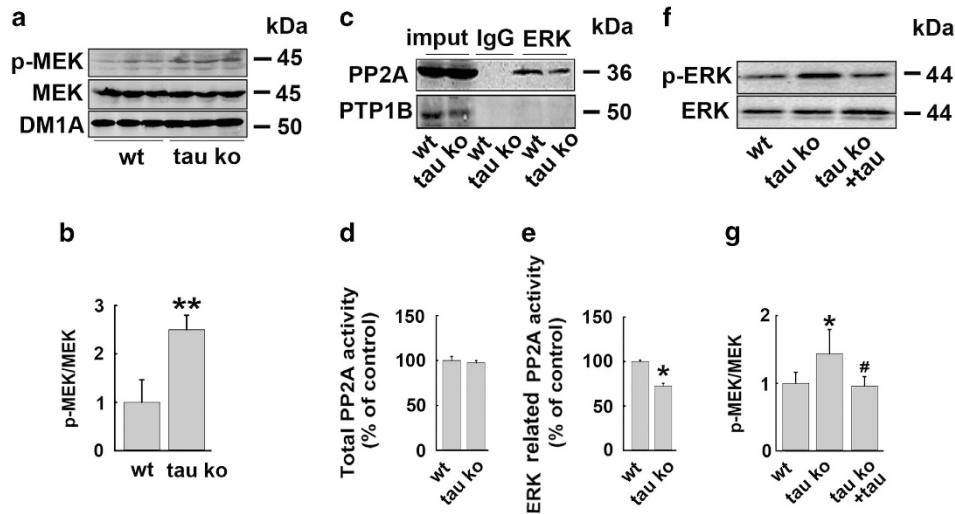 a
kDa
p-MEK
45
MEK
45
DM1A
50
wt tau ko
b
p-MEK/MEK
3
2
1
0
**
wt tau ko
c
kDa
imput IgG ERK
PP2A
36
PTP1B
50
wt tau ko wt tau ko wt tau ko
d
Total PP2A activity
(% of control)
150
100
50
0
wt tau ko
e
ERK related PP2A activity
(% of control)
150
100
50
0
*
wt tau ko
f
kDa
p-ERK
44
ERK
44
wt tau ko tau ko
+tau
g
p-MEK/MEK
2
1
0
*
#
wt tau ko tau ko
+tau